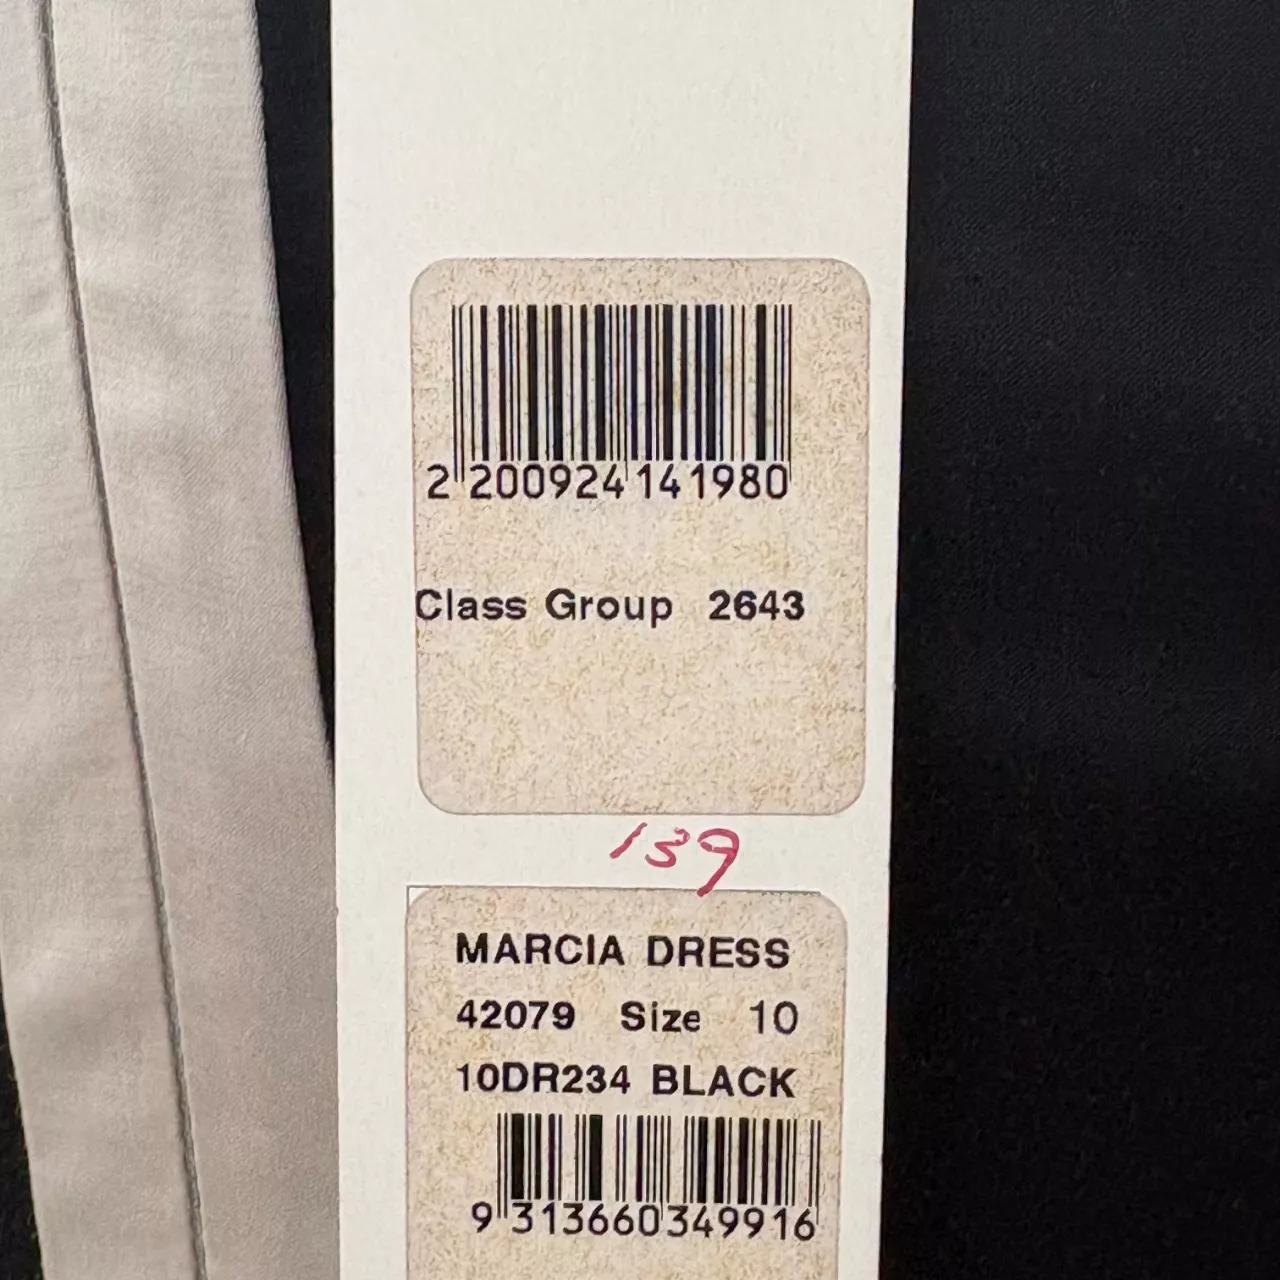 2 200924 141980
Class Group 2643
139
MARCIA DRESS
42079 Size 10
10DR234 BLACK
9 313660 349916